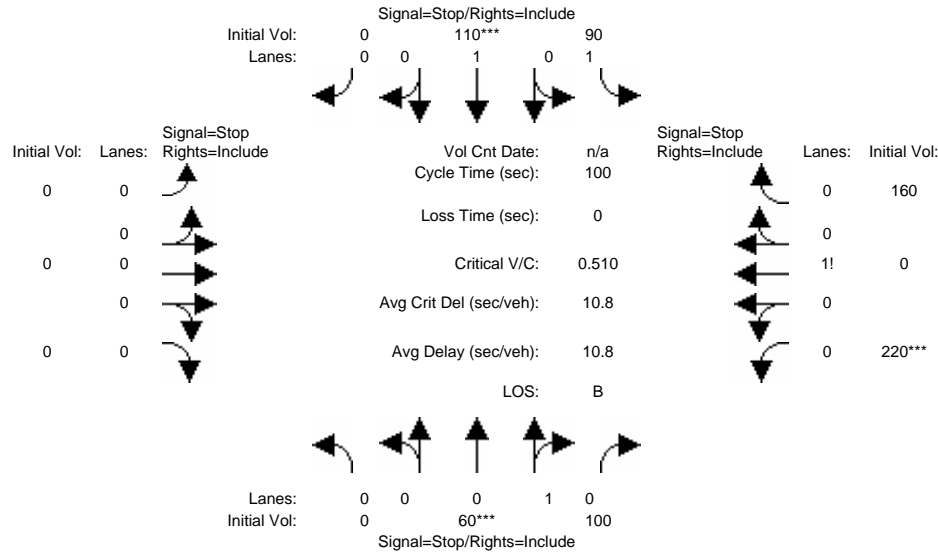 Signal=Stop/Rights=Include
Initial Vol: 0 110*** 90
Lanes: 0 0 1 0 1
Signal=Stop
Initial Vol: Lanes: Rights=Include
Vol Cnt Date: n/a
Signal=Stop
Rights=Include Lanes: Initial Vol:
Cycle Time (sec): 100
0 0 0 160
Loss Time (sec): 0
0 0
0 0 Critical V/C: 0.510 1! 0
0 Avg Crit Del (sec/veh): 10.8 0
0 0 Avg Delay (sec/veh): 10.8 0 220***
LOS: B
Lanes: 0 0 0 1 0
Initial Vol: 0 60*** 100
Signal=Stop/Rights=Include